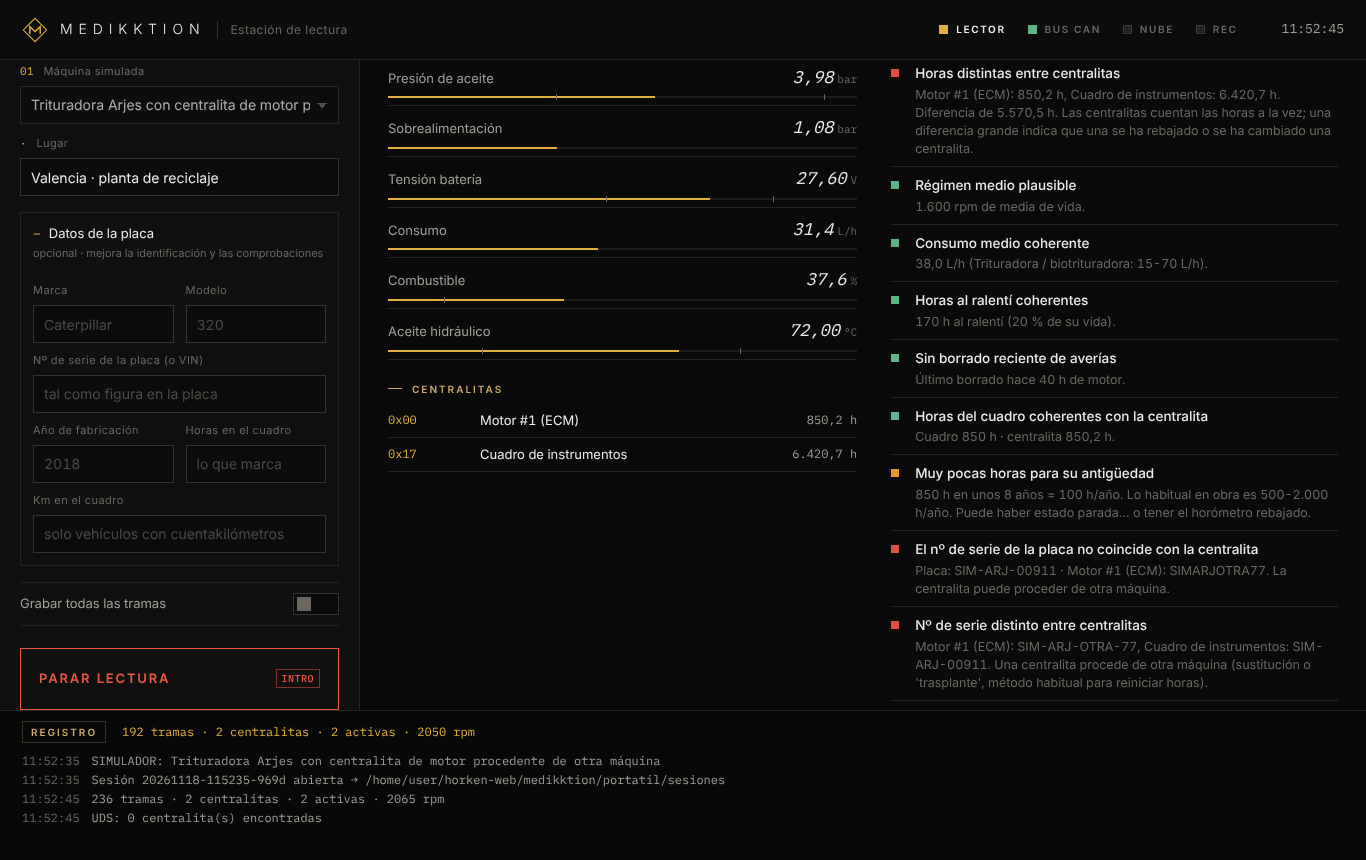 MEDIKKTION
Estación de lectura
LECTOR
BUS CAN
NUBE
REC
11:52:45
01 Máquina simulada
Trituradora Arjes con centralita de motor p
· Lugar
Valencia · planta de reciclaje
– Datos de la placa
opcional · mejora la identificación y las comprobaciones
Marca
Modelo
Caterpillar
320
Nº de serie de la placa (o VIN)
tal como figura en la placa
Año de fabricación
Horas en el cuadro
2018
lo que marca
Km en el cuadro
solo vehículos con cuentakilómetros
Grabar todas las tramas
PARAR LECTURA
INTRO
Presión de aceite
3,98 bar
Sobrealimentación
1,08 bar
Tensión batería
27,60 V
Consumo
31,4 L/h
Combustible
37,6 %
Aceite hidráulico
72,00 °C
CENTRALITAS
0x00 Motor #1 (ECM) 850,2 h
0x17 Cuadro de instrumentos 6.420,7 h
Horas distintas entre centralitas
Motor #1 (ECM): 850,2 h, Cuadro de instrumentos: 6.420,7 h.
Diferencia de 5.570,5 h. Las centralitas cuentan las horas a la vez; una
diferencia grande indica que una se ha rebajado o se ha cambiado una
centralita.
Régimen medio plausible
1.600 rpm de media de vida.
Consumo medio coherente
38,0 L/h (Trituradora / biotrituradora: 15-70 L/h).
Horas al ralentí coherentes
170 h al ralentí (20 % de su vida).
Sin borrado reciente de averías
Último borrado hace 40 h de motor.
Horas del cuadro coherentes con la centralita
Cuadro 850 h · centralita 850,2 h.
Muy pocas horas para su antigüedad
850 h en unos 8 años = 100 h/año. Lo habitual en obra es 500-2.000
h/año. Puede haber estado parada... o tener el horómetro rebajado.
El nº de serie de la placa no coincide con la centralita
Placa: SIM-ARJ-00911 · Motor #1 (ECM): SIMARJOTRA77. La
centralita puede proceder de otra máquina.
Nº de serie distinto entre centralitas
Motor #1 (ECM): SIM-ARJ-OTRA-77, Cuadro de instrumentos: SIM-
ARJ-00911. Una centralita procede de otra máquina (sustitución o
'trasplante', método habitual para reiniciar horas).
REGISTRO
192 tramas · 2 centralitas · 2 activas · 2050 rpm
11:52:35 SIMULADOR: Trituradora Arjes con centralita de motor procedente de otra máquina
11:52:35 Sesión 20261118-115235-969d abierta → /home/user/horken-web/medikktion/portatil/sesiones
11:52:45 236 tramas · 2 centralitas · 2 activas · 2065 rpm
11:52:45 UDS: 0 centralita(s) encontradas